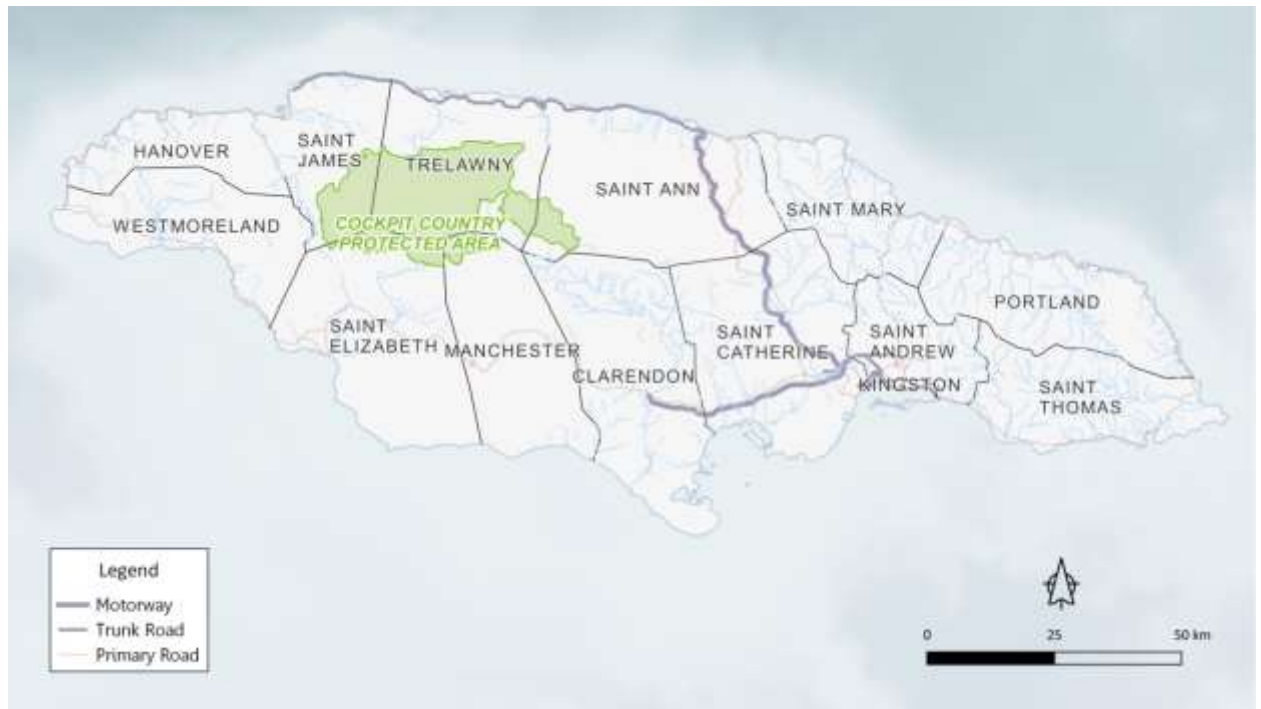 HANOVER
SAINT
JAMES
TRELAWNY
SAINT ANN
SAINT MARY
WESTMORELAND
COCKPIT COUNTRY
PROTECTED AREA
PORTLAND
SAINT
ELIZABETH
MANCHESTER
CLARENDON
SAINT
CATHERINE
SAINT
ANDREW
KINGSTON
SAINT
THOMAS
Legend
Motorway
Trunk Road
Primary Road
0 25 50 km